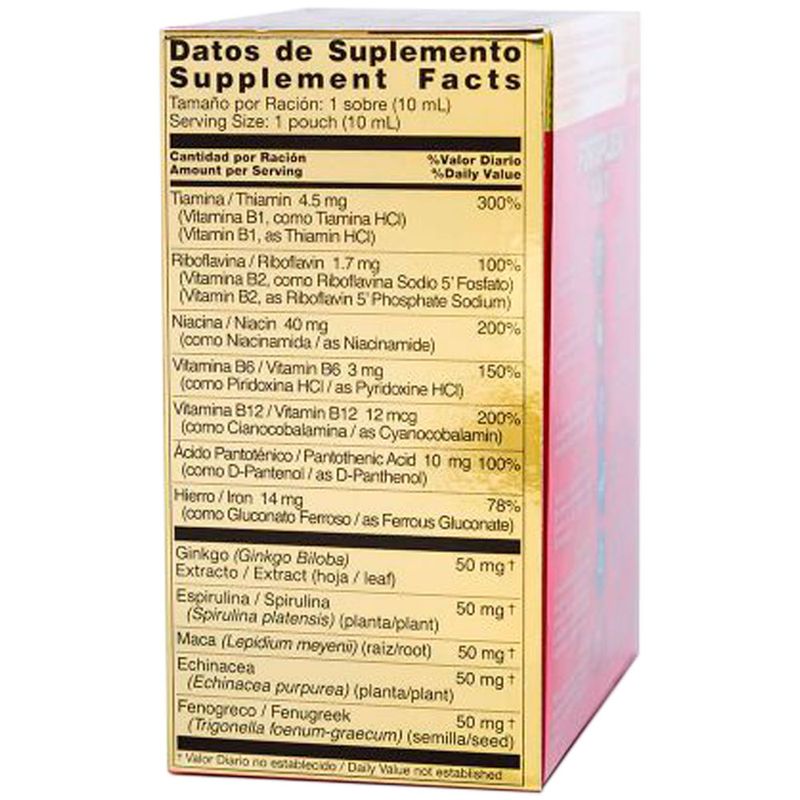 Datos de Suplemento
Supplement Facts
Tamaño por Ración: 1 sobre (10 mL)
Serving Size: 1 pouch (10 mL)
Cantidad por Ración %Valor Diario
Amount per Serving %Daily Value
Tiamina / Thiamin 4.5 mg 300%
(Vitamina B1, como Tiamina HCl)
(Vitamin B1, as Thiamin HCl)
Riboflavina / Riboflavin 1.7 mg 100%
(Vitamina B2, como Riboflavina Sodio 5' Fosfato)
(Vitamin B2, as Riboflavin 5' Phosphate Sodium)
Niacina / Niacin 40 mg 200%
(como Niacinamida / as Niacinamide)
Vitamina B6 / Vitamin B6 3 mg 150%
(como Piridoxina HCl / as Pyridoxine HCl)
Vitamina B12 / Vitamin B12 12 mcg 200%
(como Cianocobalamina / as Cyanocobalamin)
Ácido Pantoténico / Pantothenic Acid 10 mg 100%
(como D-Pantenol / as D-Panthenol)
Hierro / Iron 14 mg 78%
(como Gluconato Ferroso / as Ferrous Gluconate)
Ginkgo (Ginkgo Biloba) 50 mg †
Extracto / Extract (hoja / leaf)
Espirulina / Spirulina 50 mg †
(Spirulina platensis) (planta/plant)
Maca (Lepidium meyenii) (raíz/root) 50 mg †
Echinacea 50 mg †
(Echinacea purpurea) (planta/plant)
Fenogreco / Fenugreek 50 mg †
(Trigonella foenum-graecum) (semilla/seed)
† Valor Diario no establecido / Daily Value not established